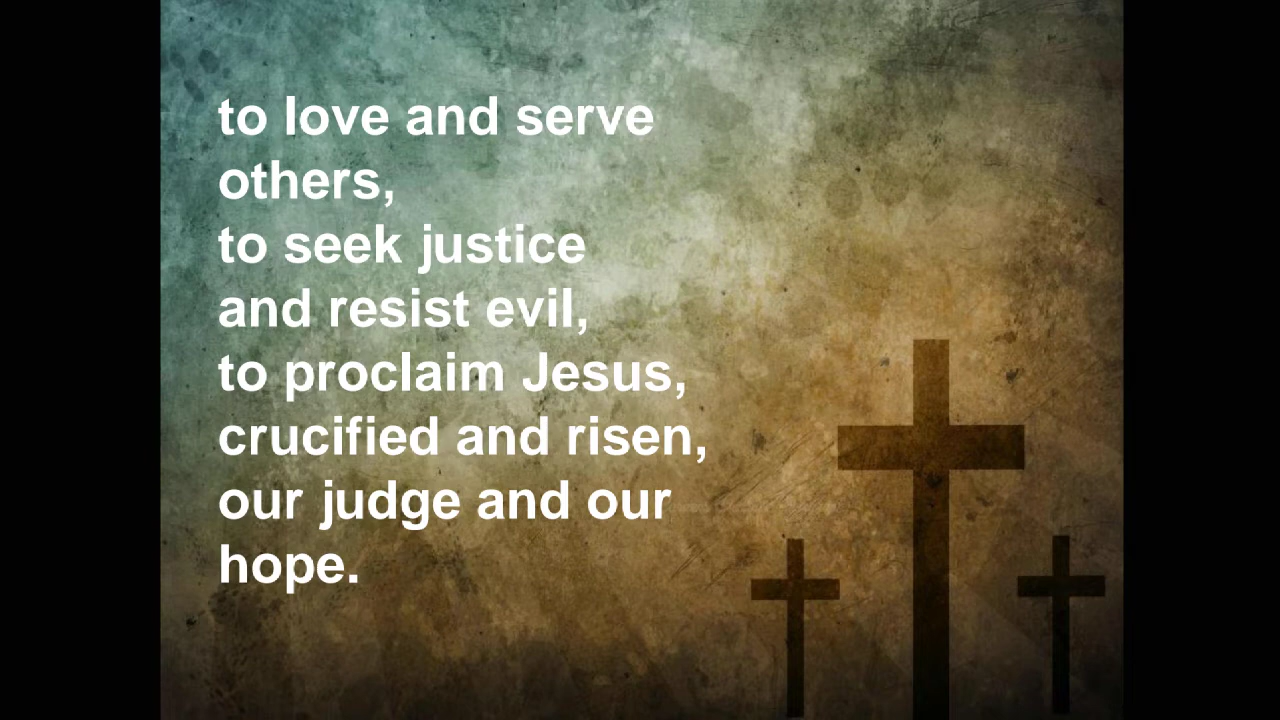 to love and serve
others,
to seek justice
and resist evil,
to proclaim Jesus,
crucified and risen,
our judge and our
hope.